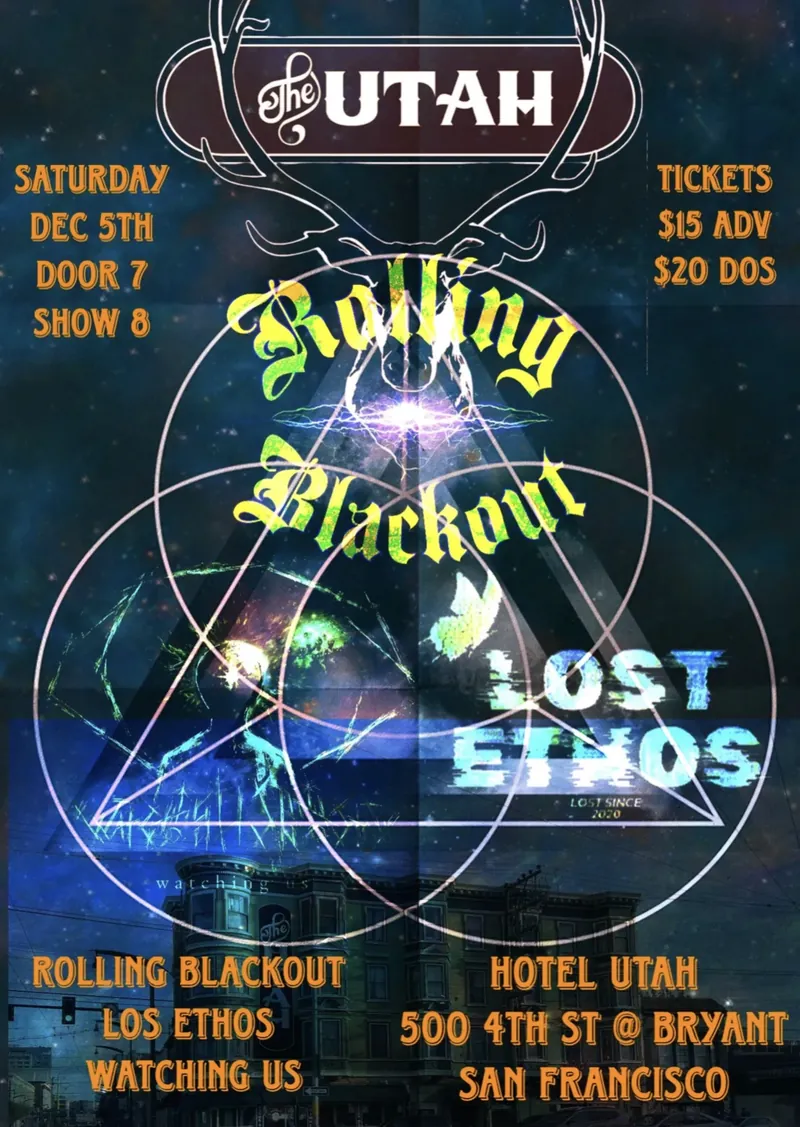 The UTAH
SATURDAY
DEC 5TH
DOOR 7
SHOW 8
TICKETS
$15 ADV
$20 DOS
Rolling
Blackout
LOST
ETHOS
LOST SINCE
2020
watching us
ROLLING BLACKOUT
LOS ETHOS
WATCHING US
HOTEL UTAH
500 4TH ST @ BRYANT
SAN FRANCISCO